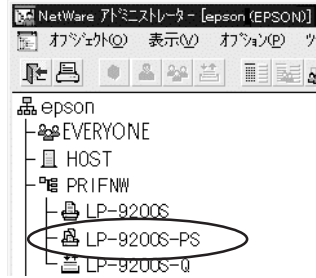 NetWare ｱﾄﾞﾐﾆｽﾄﾚｰﾀｰ - [epson (EPSON)]
ｵﾌﾞｼﾞｪｸﾄ(O) 表示(V) ｵﾌﾟｼｮﾝ(P) ﾂ
epson
EVERYONE
HOST
PRIFNW
LP-9200S
LP-9200S-PS
LP-9200S-Q